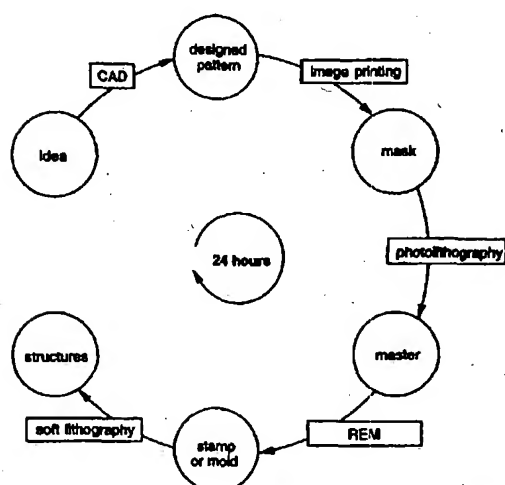 designed
pattern
CAD
image printing
idea
mask
24 hours
photolithography
structures
master
soft lithography
REM
stamp
or mold